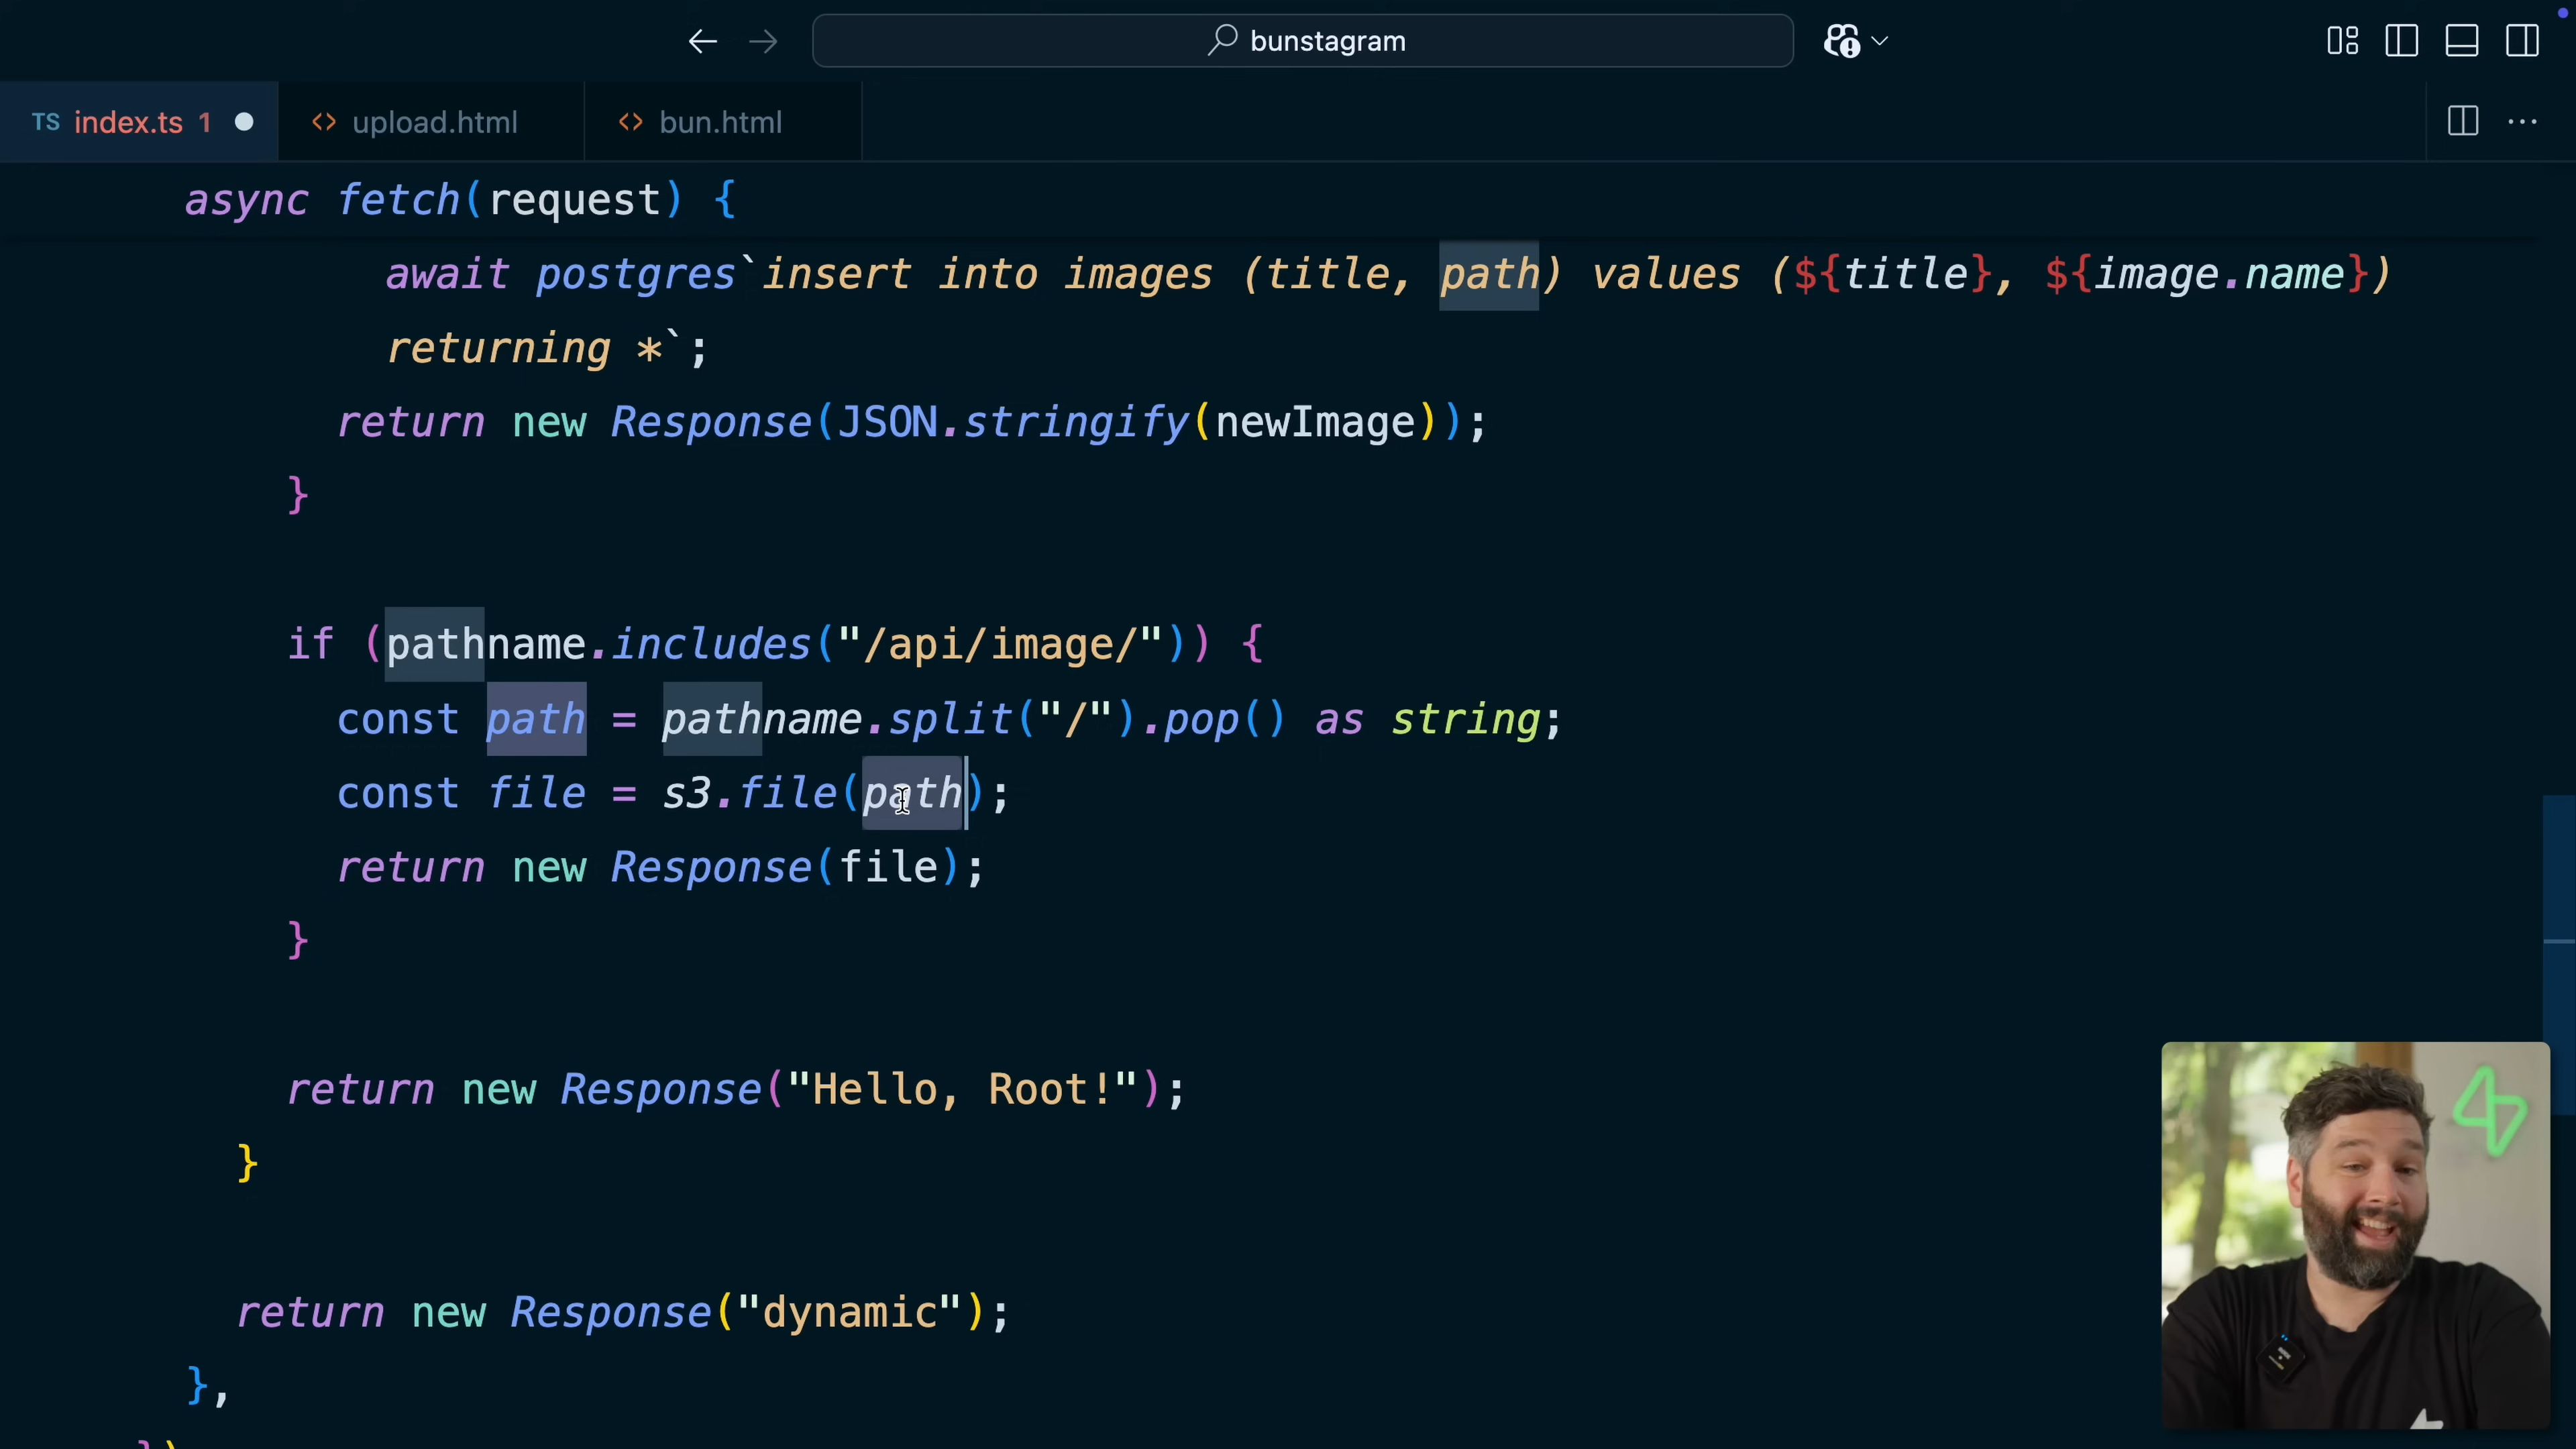 bunstagram
TS index.ts 1 <> upload.html <> bun.html
async fetch(request) {
await postgres`insert into images (title, path) values (${title}, ${image.name})
returning *`;
return new Response(JSON.stringify(newImage));
}
if (pathname.includes("/api/image/")) {
const path = pathname.split("/").pop() as string;
const file = s3.file(path);
return new Response(file);
}
return new Response("Hello, Root!");
}
return new Response("dynamic");
},